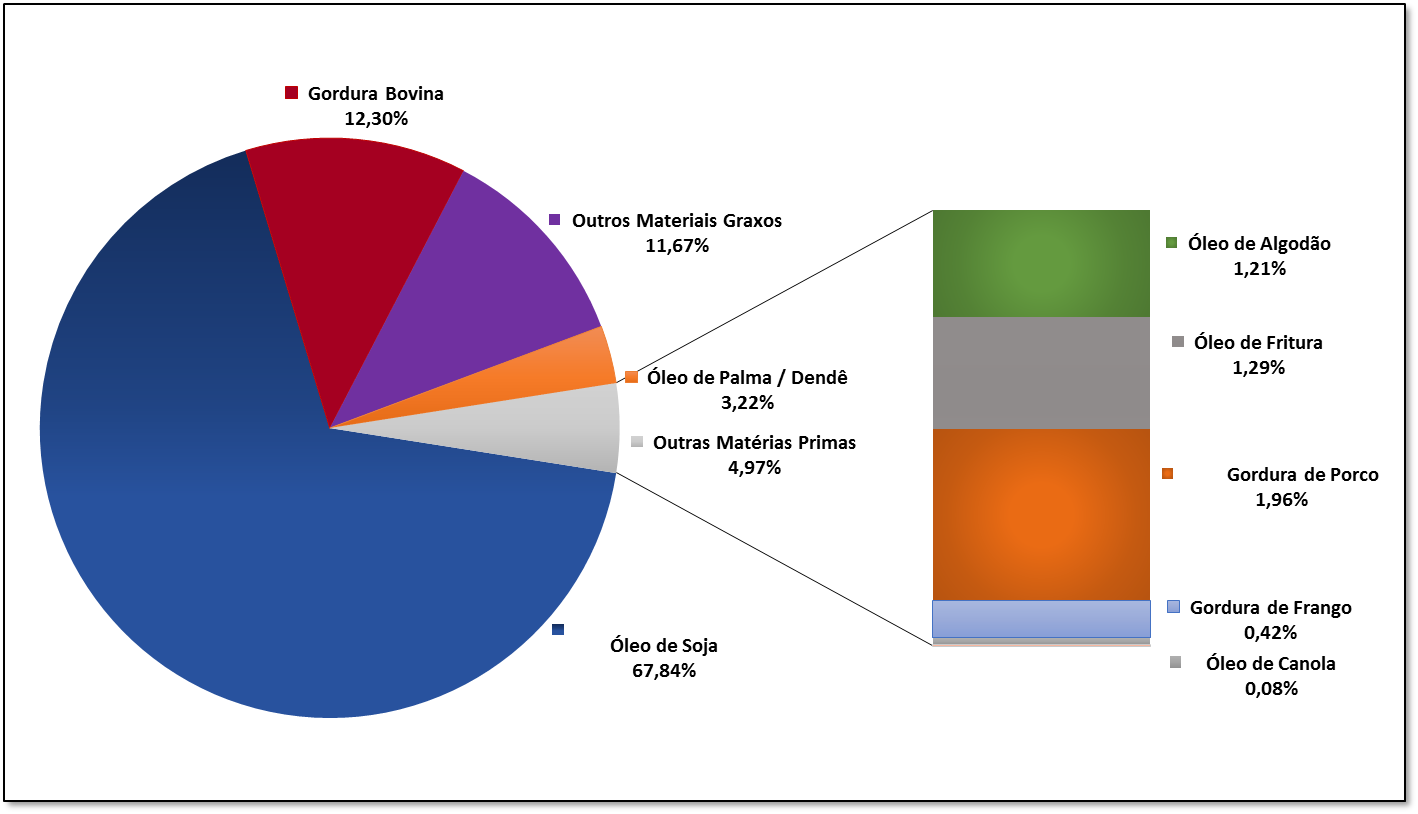 Gordura Bovina
12,30%
Outros Materiais Graxos
11,67%
Óleo de Palma / Dendê
3,22%
Outras Matérias Primas
4,97%
Óleo de Soja
67,84%
Óleo de Algodão
1,21%
Óleo de Fritura
1,29%
Gordura de Porco
1,96%
Gordura de Frango
0,42%
Óleo de Canola
0,08%